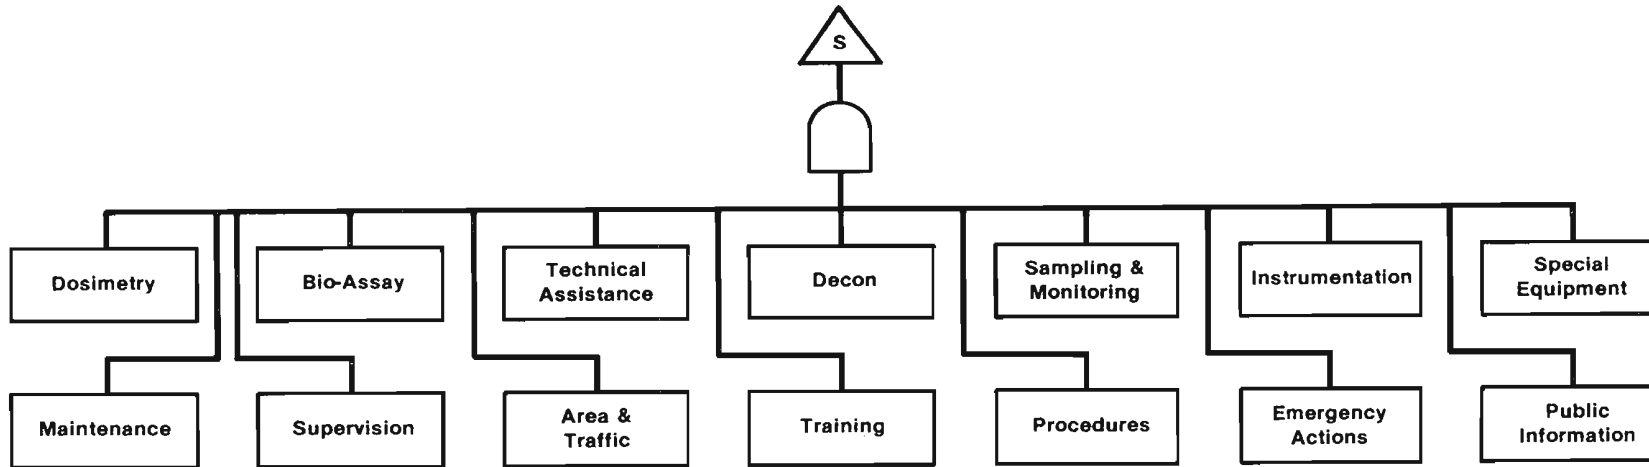 S
Dosimetry
Bio-Assay
Technical
Assistance
Decon
Sampling &
Monitoring
Instrumentation
Special
Equipment
Maintenance
Supervision
Area &
Traffic
Training
Procedures
Emergency
Actions
Public
Information